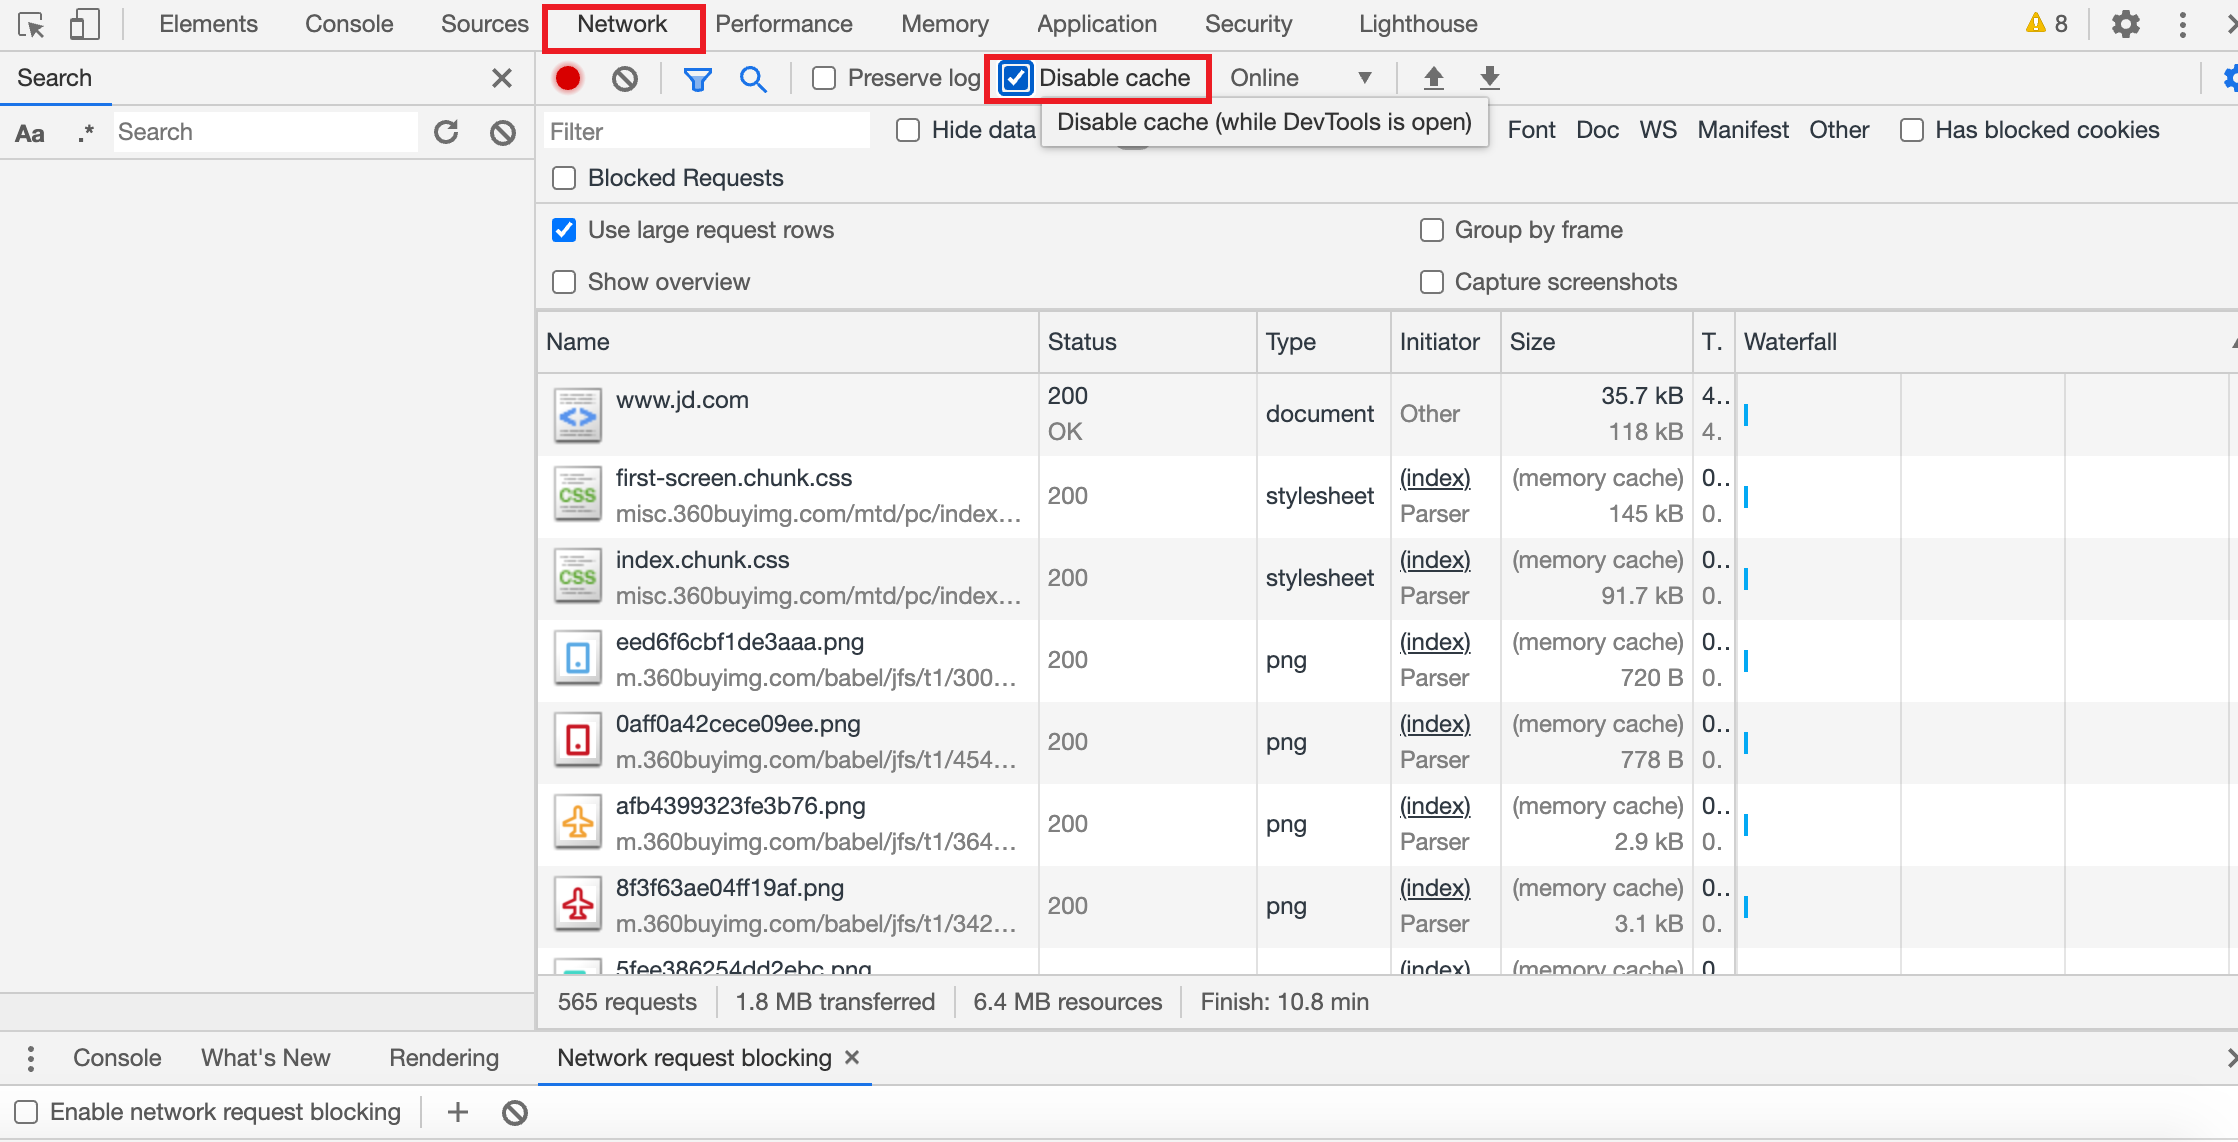 Elements Console Sources Network Performance Memory Application Security Lighthouse 8
Search
Preserve log Disable cache Online
Aa .* Search
Filter Hide data Disable cache (while DevTools is open) Font Doc WS Manifest Other Has blocked cookies
Blocked Requests
Use large request rows Group by frame
Show overview Capture screenshots
Name Status Type Initiator Size T. Waterfall
www.jd.com 200 OK document Other 35.7 kB 118 kB 4.. 4.
first-screen.chunk.css 200 stylesheet (index) (memory cache) 0..
misc.360buyimg.com/mtd/pc/index... Parser 145 kB 0.
index.chunk.css 200 stylesheet (index) (memory cache) 0..
misc.360buyimg.com/mtd/pc/index... Parser 91.7 kB 0.
eed6f6cbf1de3aaa.png 200 png (index) (memory cache) 0..
m.360buyimg.com/babel/jfs/t1/300... Parser 720 B 0.
0aff0a42cece09ee.png 200 png (index) (memory cache) 0..
m.360buyimg.com/babel/jfs/t1/454... Parser 778 B 0.
afb4399323fe3b76.png 200 png (index) (memory cache) 0..
m.360buyimg.com/babel/jfs/t1/364... Parser 2.9 kB 0.
8f3f63ae04ff19af.png 200 png (index) (memory cache) 0..
m.360buyimg.com/babel/jfs/t1/342... Parser 3.1 kB 0.
5fee386254dd2ebc.png (index) (memory cache) 0
565 requests 1.8 MB transferred 6.4 MB resources Finish: 10.8 min
Console What's New Rendering Network request blocking
Enable network request blocking